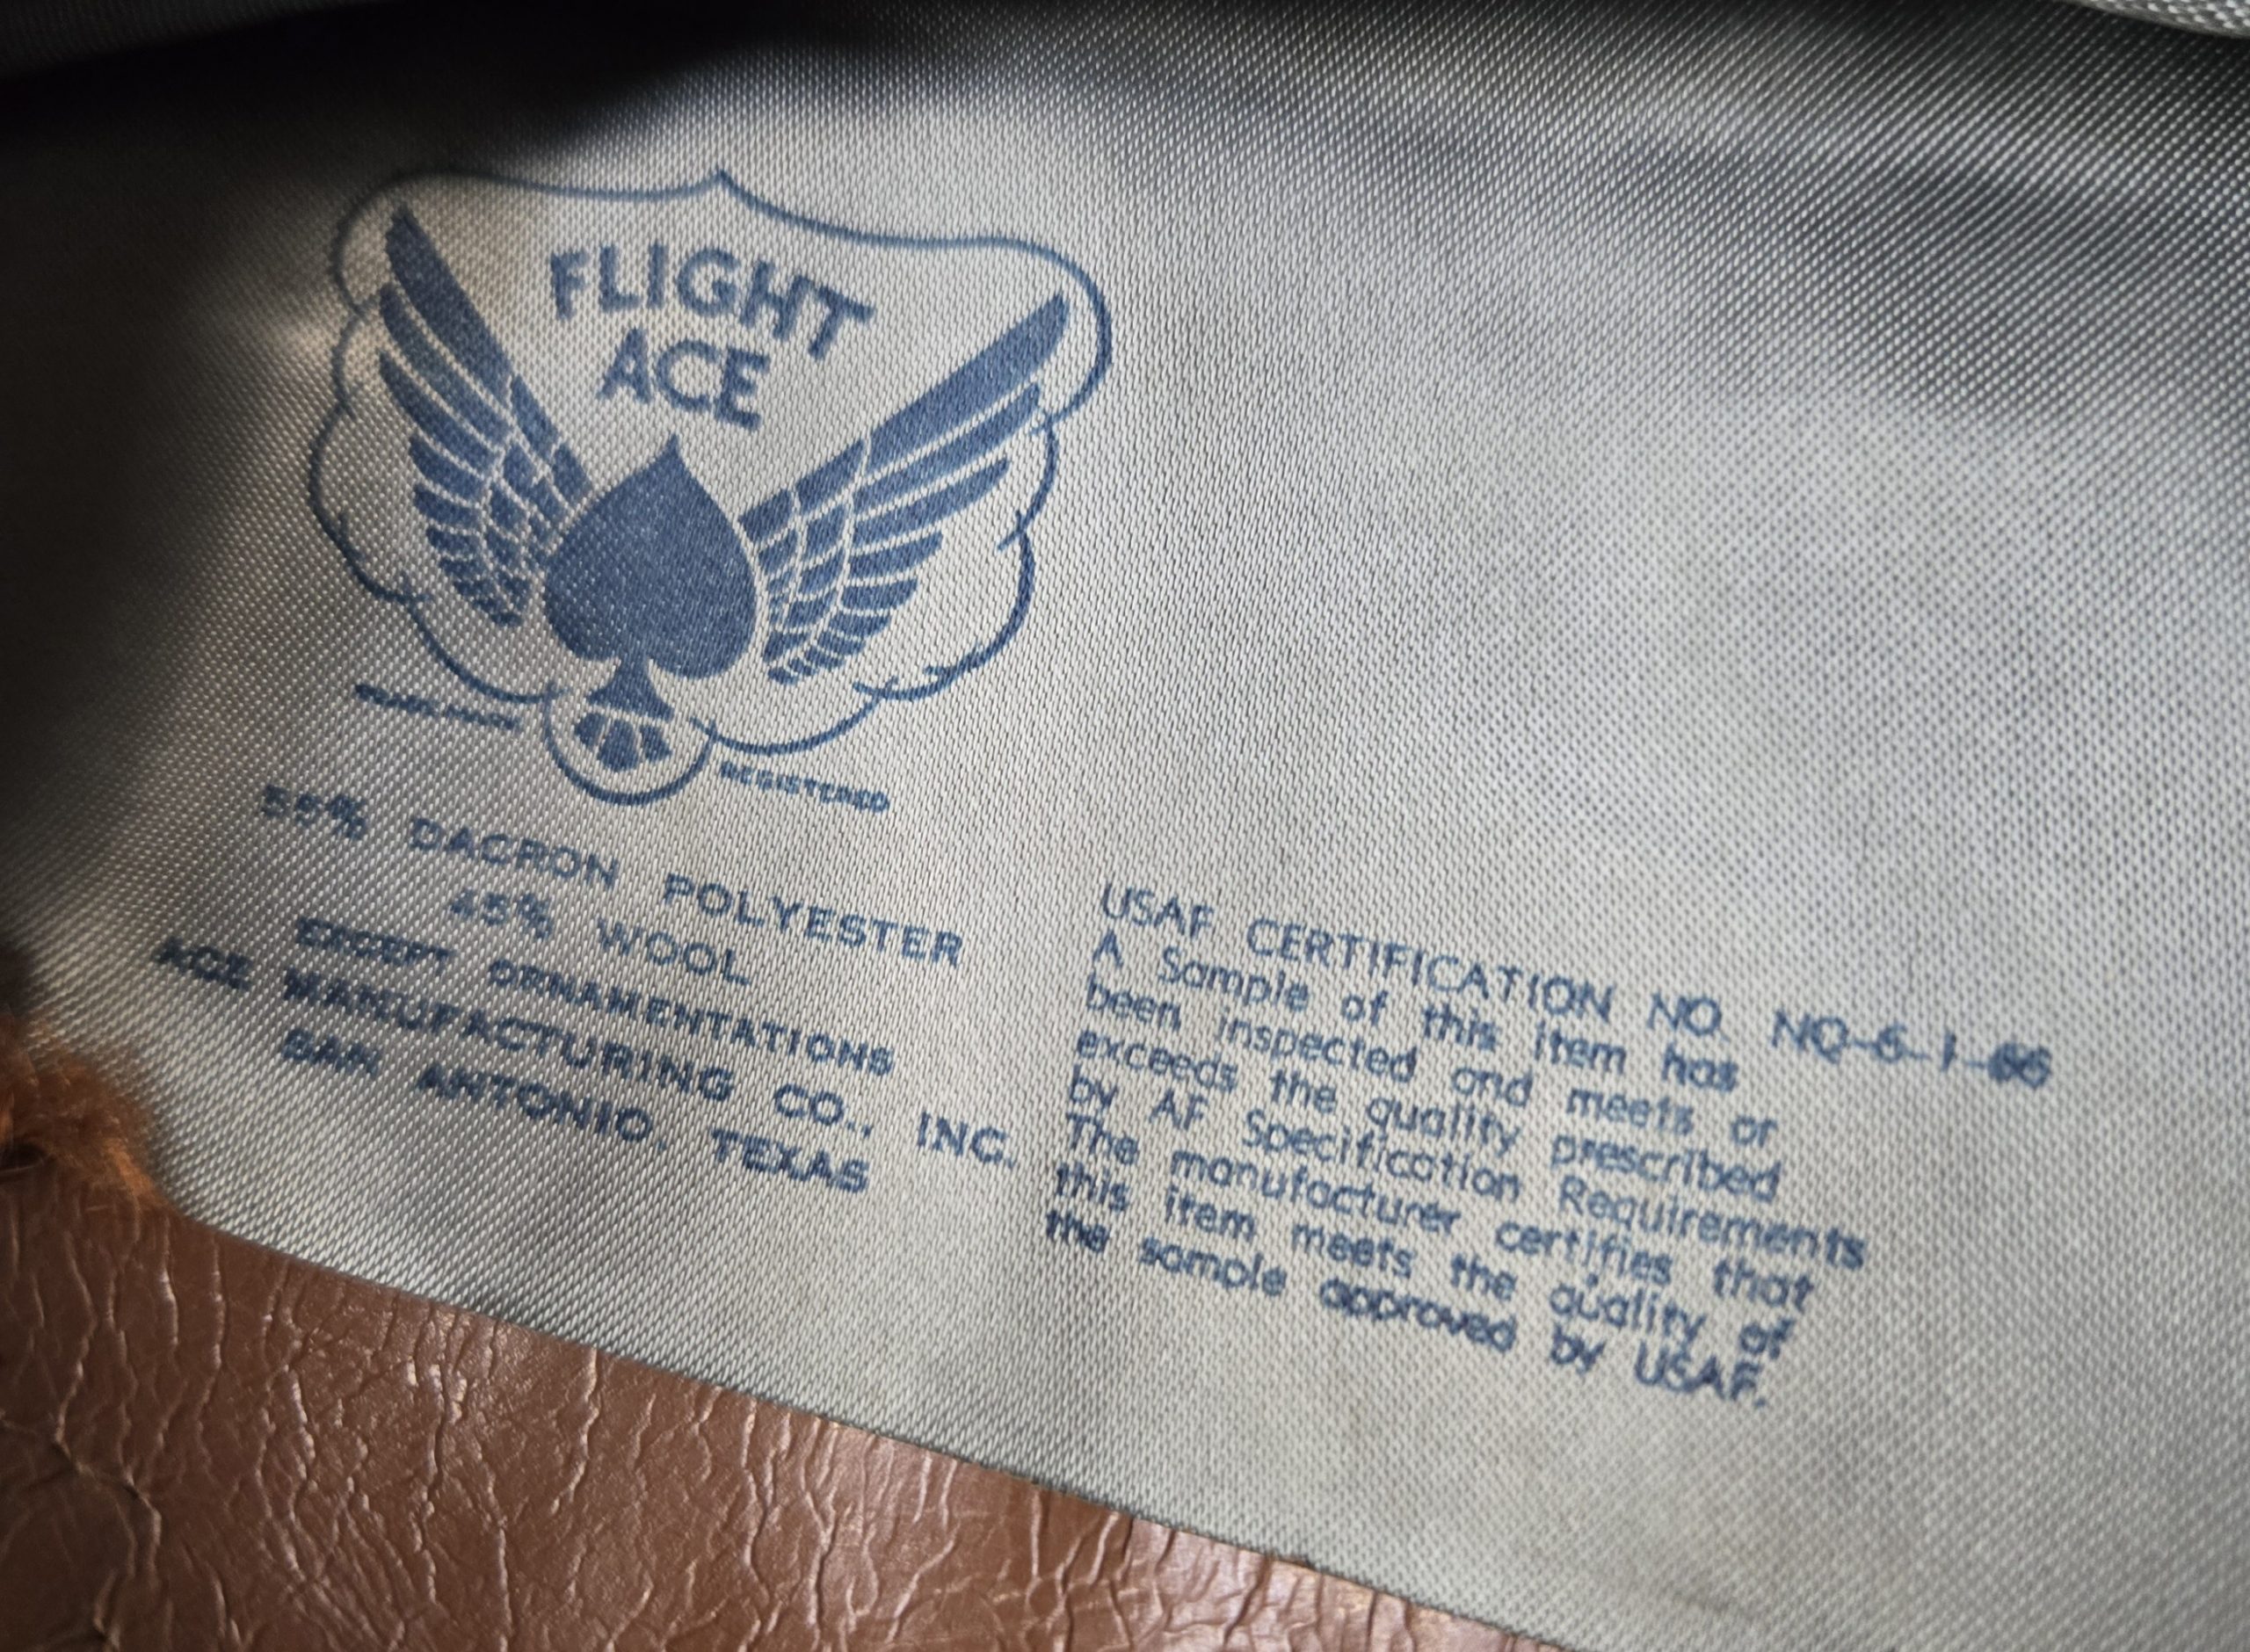 FLIGHT
ACE
REGISTERED
55% DACRON POLYESTER
45% WOOL
EXCEPT ORNAMENTATIONS
ACE MANUFACTURING CO., INC.
SAN ANTONIO, TEXAS
USAF CERTIFICATION NO. NQ-6-1-66
A Sample of this item has
been inspected and meets or
exceeds the quality prescribed
by AF Specification Requirements
The manufacturer certifies that
this item meets the quality of
the sample approved by USAF.